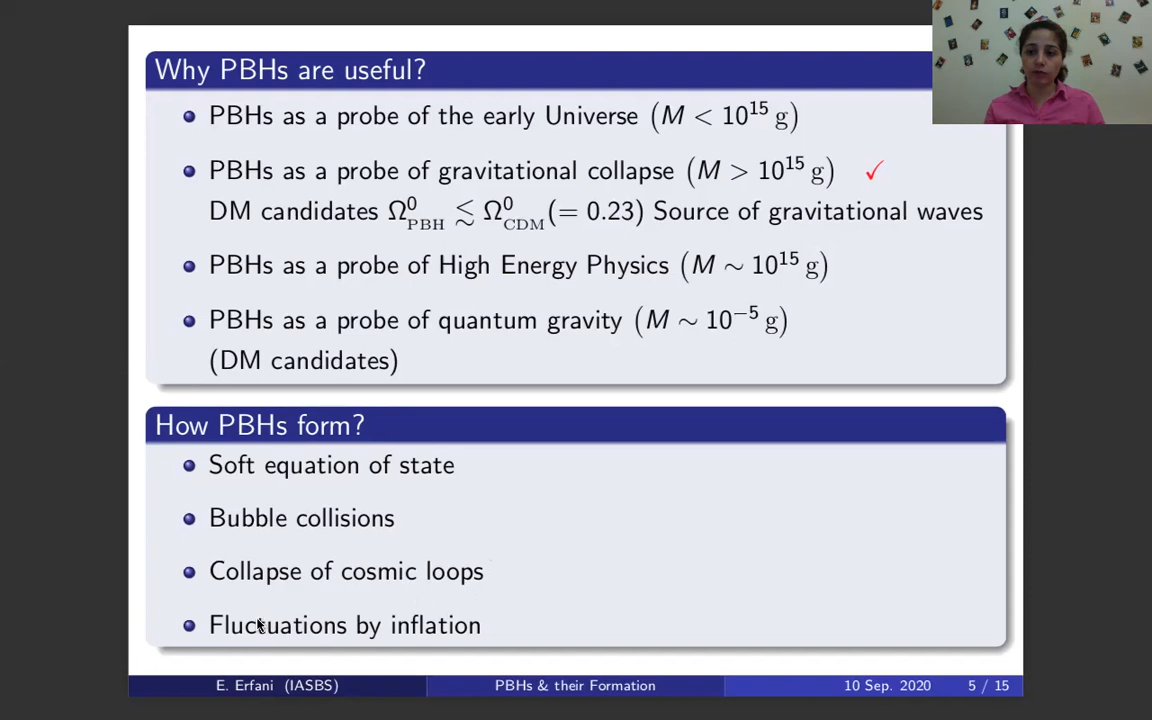 Why PBHs are useful?
PBHs as a probe of the early Universe (M < 10¹⁵ g)
PBHs as a probe of gravitational collapse (M > 10¹⁵ g) ✓
DM candidates Ω⁰_PBH ≲ Ω⁰_CDM (= 0.23) Source of gravitational waves
PBHs as a probe of High Energy Physics (M ∼ 10¹⁵ g)
PBHs as a probe of quantum gravity (M ∼ 10⁻⁵ g)
(DM candidates)
How PBHs form?
Soft equation of state
Bubble collisions
Collapse of cosmic loops
Fluctuations by inflation
E. Erfani (IASBS) PBHs & their Formation 10 Sep. 2020 5 / 15